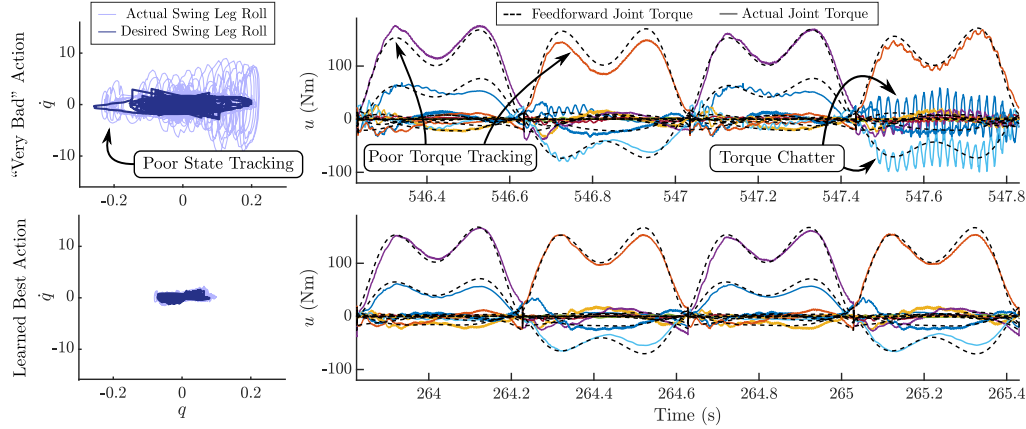 Actual Swing Leg Roll
Desired Swing Leg Roll
Feedforward Joint Torque
Actual Joint Torque
“Very Bad” Action
q̇
10
0
-10
-0.2
0
0.2
Poor State Tracking
u (Nm)
100
0
-100
Poor Torque Tracking
Torque Chatter
546.4
546.6
546.8
547
547.2
547.4
547.6
547.8
Learned Best Action
q̇
10
0
-10
-0.2
0
0.2
q
u (Nm)
100
0
-100
264
264.2
264.4
264.6
264.8
265
265.2
265.4
Time (s)